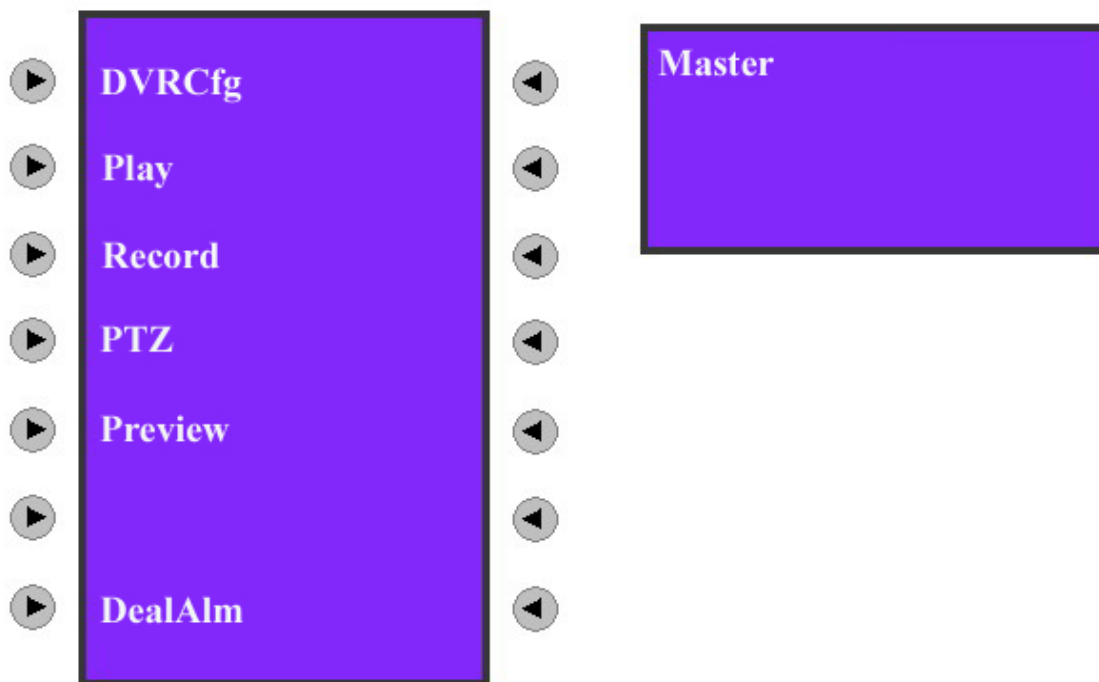 DVRCfg
Play
Record
PTZ
Preview
DealAlm
Master